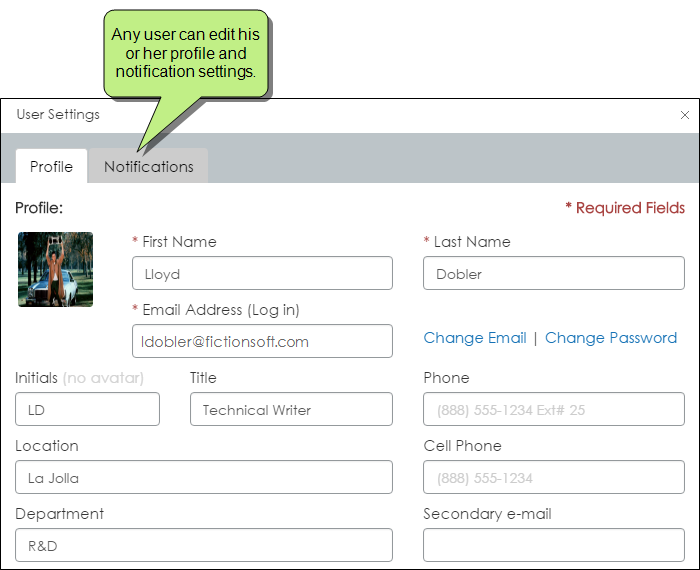 Any user can edit his
or her profile and
notification settings.
User Settings
Profile
Notifications
Profile:
* Required Fields
* First Name
* Last Name
Lloyd
Dobler
* Email Address (Log in)
ldobler@fictionsoft.com
Change Email | Change Password
Initials (no avatar)
Title
Phone
LD
Technical Writer
(888) 555-1234 Ext# 25
Location
Cell Phone
La Jolla
(888) 555-1234
Department
Secondary e-mail
R&D